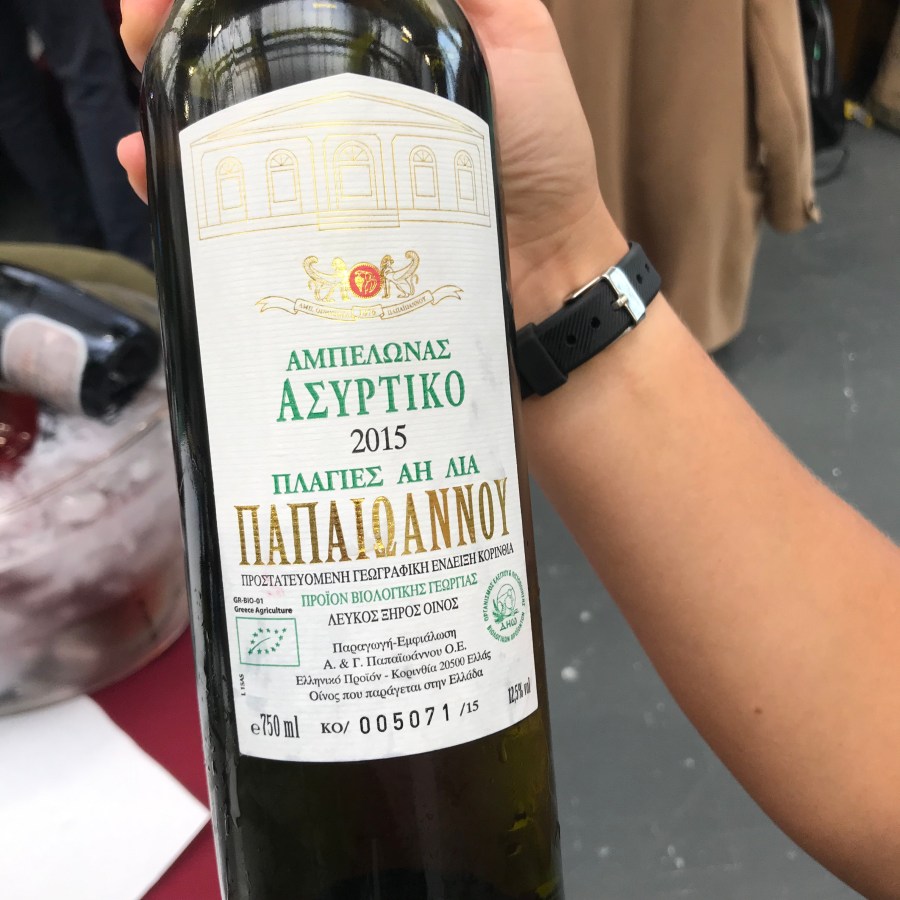 ΑΜΠΕΛΩΝΑΣ
ΑΣΥΡΤΙΚΟ
2015
ΠΛΑΓΙΕΣ ΑΗ ΛΙΑ
ΠΑΠΑΙΩΑΝΝΟΥ
ΠΡΟΣΤΑΤΕΥΟΜΕΝΗ ΓΕΩΓΡΑΦΙΚΗ ΕΝΔΕΙΞΗ ΚΟΡΙΝΘΙΑ
ΠΡΟΪΟΝ ΒΙΟΛΟΓΙΚΗΣ ΓΕΩΡΓΙΑΣ
ΛΕΥΚΟΣ ΞΗΡΟΣ ΟΙΝΟΣ
GR-BIO-01
Greece Agriculture
ΔΗΩ
Παραγωγή-Εμφιάλωση
Α. & Γ. Παπαϊωάννου Ο.Ε.
Ελληνικό Προϊόν - Κορινθία 20500 Ελλάς
Οίνος που παράγεται στην Ελλάδα
L 15AS
e750 ml
ΚΟ/ 005071 /15
12,5% vol